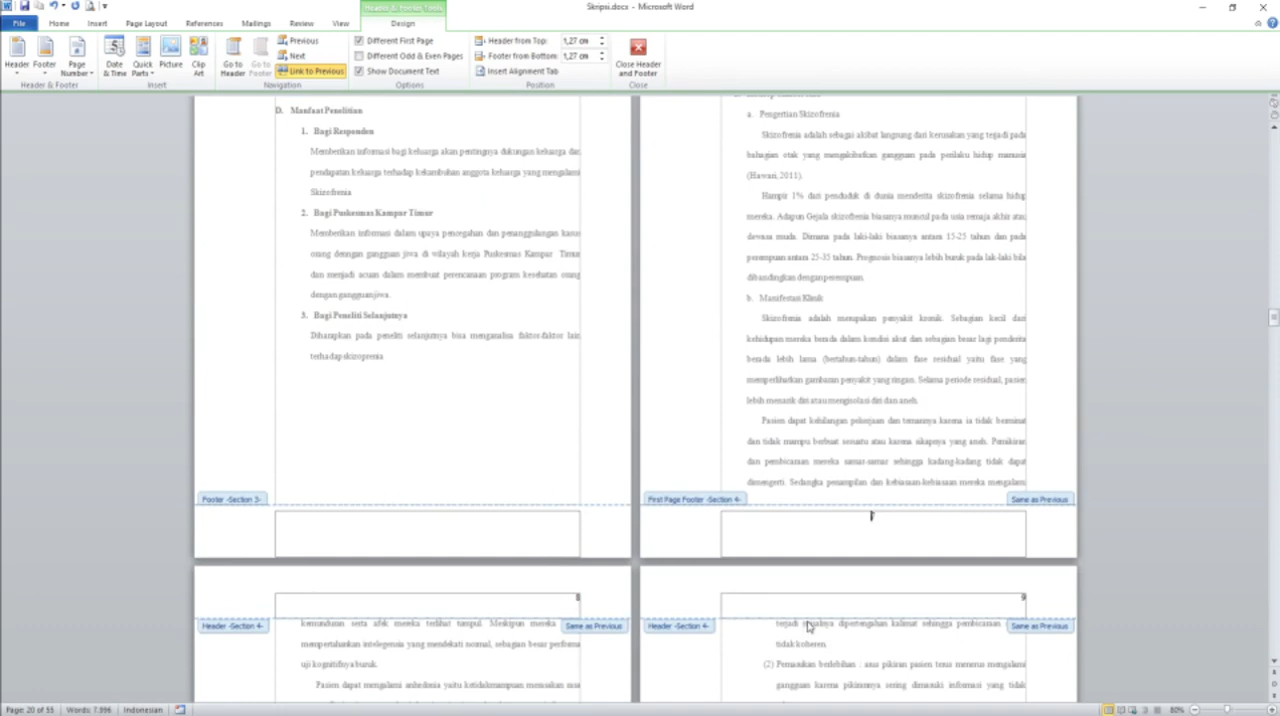 Skripsi.docx - Microsoft Word
Header & Footer Tools
File Home Insert Page Layout References Mailings Review View Design
Header Footer Page Number
Date & Time Quick Parts Picture Clip Art
Go to Header Go to Footer
Previous
Next
Link to Previous
Different First Page
Different Odd & Even Pages
Show Document Text
Header from Top: 1,27 cm
Footer from Bottom: 1,27 cm
Insert Alignment Tab
Close Header and Footer
Header & Footer Insert Navigation Options Position Close
D. Manfaat Penelitian
1. Bagi Responden
Memberikan informasi bagi keluarga akan pentingnya dukungan keluarga dan
pendapatan keluarga terhadap kekambuhan anggota keluarga yang mengalami
Skizofrenia
2. Bagi Puskesmas Kampar Timur
Memberikan informasi dalam upaya pencegahan dan penanggulangan kasus
orang denngan gangguan jiwa di wilayah kerja Puskesmas Kampar Timur
dan menjadi acuan dalam membuat perencanaan program kesehatan orang
dengan gangguan jiwa.
3. Bagi Peneliti Selanjutnya
Diharapkan pada peneliti selanjutnya bisa menganalisa faktor-faktor lain
terhadap skizoprenia
Footer -Section 3-
a. Pengertian Skizofrenia
Skizofrenia adalah sebagai akibat langsung dari kerusakan yang terjadi pada
bahagian otak yang mengakibatkan gangguan pada perilaku hidup manusia
(Hawari, 2011).
Hampir 1% dari penduduk di dunia menderita skizofrenia selama hidup
mereka. Adapun Gejala skizofrenia biasanya muncul pada usia remaja akhir atau
dewasa muda. Dimana pada laki-laki biasanya antara 15-25 tahun dan pada
perempuan antara 25-35 tahun. Prognosis biasanya lebih buruk pada lak-laki bila
dibandingkan dengan perempuan.
b. Manifestasi Klinik
Skizofrenia adalah merupakan penyakit kronik. Sebagian kecil dari
kehidupan mereka berada dalam kondisi akut dan sebagian besar lagi penderita
berada lebih lama (bertahun-tahun) dalam fase residual yaitu fase yang
memperlihatkan gambaran penyakit yang ringan. Selama periode residual, pasien
lebih menarik diri atau mengisolasi diri dan aneh.
Pasien dapat kehilangan pekerjaan dan temannya karena ia tidak berminat
dan tidak mampu berbuat sesuatu atau karena sikapnya yang aneh. Pemikiran
dan pembicaraan mereka samar-samar sehingga kadang-kadang tidak dapat
dimengerti. Sedangka penampilan dan kebiasaan-kebiasaan mereka mengalami
First Page Footer -Section 4- Same as Previous
8
Header -Section 4- Same as Previous
kemunduran serta afek mereka terlihat tumpul. Meskipun mereka
mempertahankan intelegensia yang mendekati normal, sebagian besar performa
uji kognitifnya buruk.
Pasien dapat mengalami anhedonia yaitu ketidakmampuan merasakan rasa
9
Header -Section 4- Same as Previous
terjadi dipertengahan kalimat sehingga pembicaraan
tidak koheren.
(2) Pemasukan berlebihan : arus pikiran pasien terus menerus mengalami
gangguan karena pikirannya sering dimasuki informasi yang tidak
Page: 20 of 55 Words: 7.996 Indonesian 80%